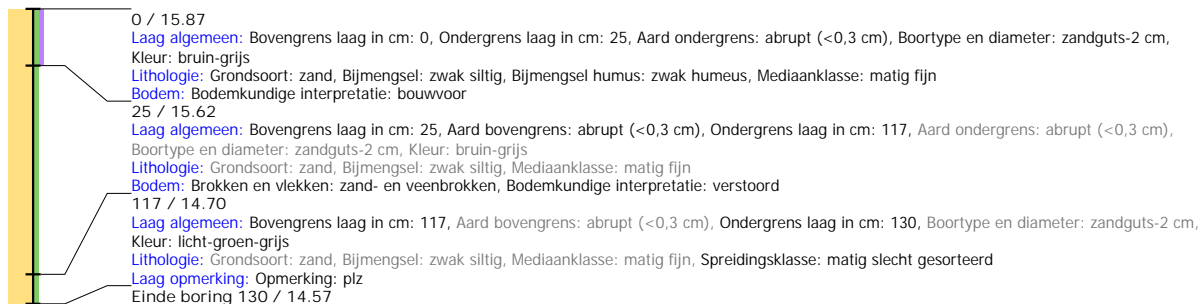 0 / 15.87
Laag algemeen: Bovengrens laag in cm: 0, Ondergrens laag in cm: 25, Aard ondergrens: abrupt (<0,3 cm), Boortype en diameter: zandguts-2 cm,
Kleur: bruin-grijs
Lithologie: Grondsoort: zand, Bijmengsel: zwak siltig, Bijmengsel humus: zwak humeus, Mediaanklasse: matig fijn
Bodem: Bodemkundige interpretatie: bouwvoor
25 / 15.62
Laag algemeen: Bovengrens laag in cm: 25, Aard bovengrens: abrupt (<0,3 cm), Ondergrens laag in cm: 117, Aard ondergrens: abrupt (<0,3 cm),
Boortype en diameter: zandguts-2 cm, Kleur: bruin-grijs
Lithologie: Grondsoort: zand, Bijmengsel: zwak siltig, Mediaanklasse: matig fijn
Bodem: Brokken en vlekken: zand- en veenbrokken, Bodemkundige interpretatie: verstoord
117 / 14.70
Laag algemeen: Bovengrens laag in cm: 117, Aard bovengrens: abrupt (<0,3 cm), Ondergrens laag in cm: 130, Boortype en diameter: zandguts-2 cm,
Kleur: licht-groen-grijs
Lithologie: Grondsoort: zand, Bijmengsel: zwak siltig, Mediaanklasse: matig fijn, Spreidingsklasse: matig slecht gesorteerd
Laag opmerking: Opmerking: plz
Einde boring 130 / 14.57